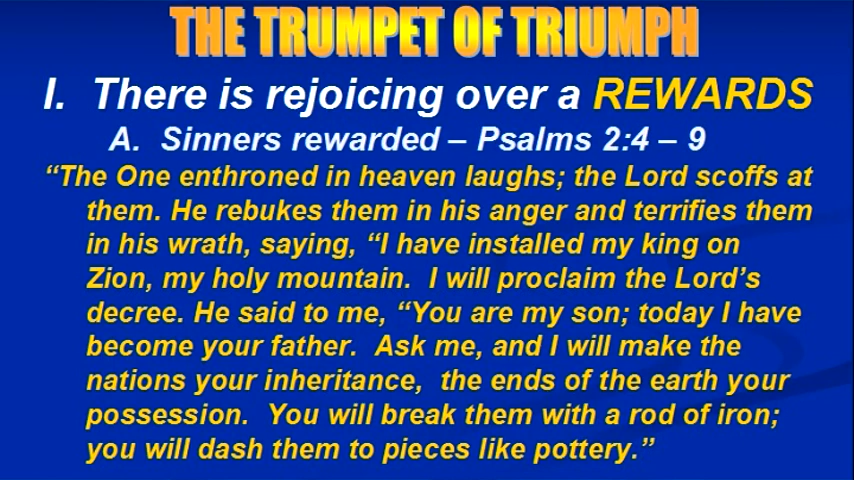 THE TRUMPET OF TRIUMPH
I. There is rejoicing over a REWARDS
A. Sinners rewarded – Psalms 2:4 – 9
“The One enthroned in heaven laughs; the Lord scoffs at
them. He rebukes them in his anger and terrifies them
in his wrath, saying, “I have installed my king on
Zion, my holy mountain. I will proclaim the Lord’s
decree. He said to me, “You are my son; today I have
become your father. Ask me, and I will make the
nations your inheritance, the ends of the earth your
possession. You will break them with a rod of iron;
you will dash them to pieces like pottery.”